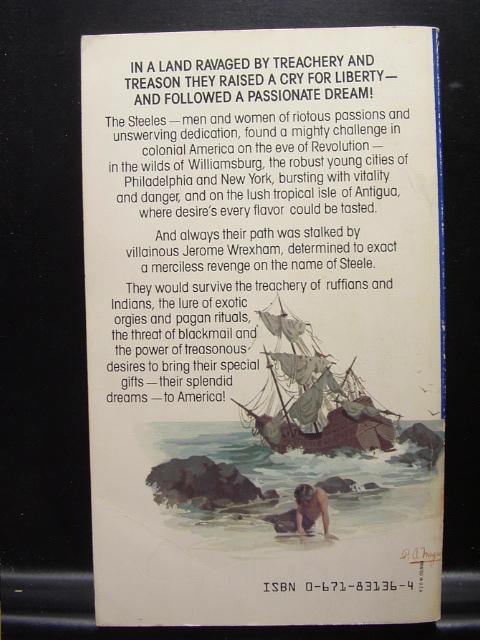 IN A LAND RAVAGED BY TREACHERY AND
TREASON THEY RAISED A CRY FOR LIBERTY—
AND FOLLOWED A PASSIONATE DREAM!
The Steeles — men and women of riotous passions and
unswerving dedication, found a mighty challenge in
colonial America on the eve of Revolution —
in the wilds of Williamsburg, the robust young cities of
Philadelphia and New York, bursting with vitality
and danger, and on the lush tropical isle of Antigua,
where desire's every flavor could be tasted.
And always their path was stalked by
villainous Jerome Wrexham, determined to exact
a merciless revenge on the name of Steele.
They would survive the treachery of ruffians and
Indians, the lure of exotic
orgies and pagan rituals,
the threat of blackmail and
the power of treasonous
desires to bring their special
gifts — their splendid
dreams — to America!
ISBN 0-671-83136-4